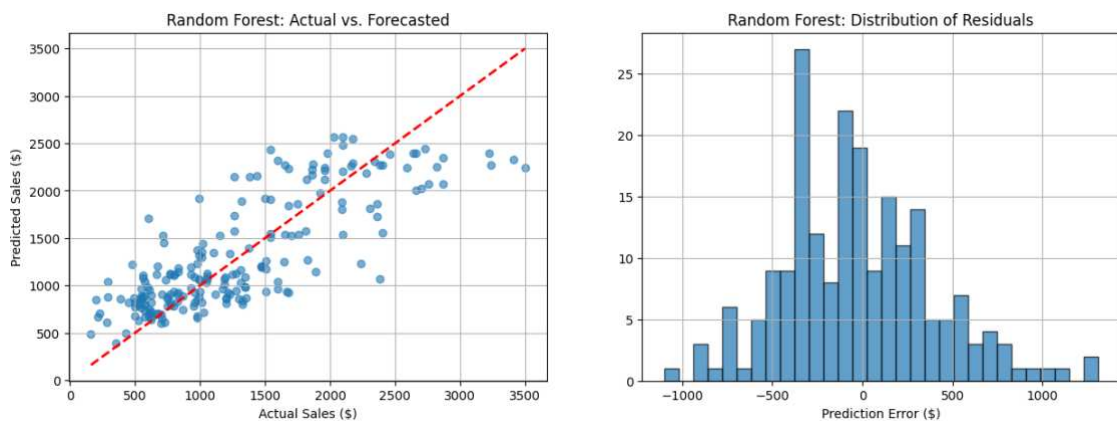 Random Forest: Actual vs. Forecasted
3500
3000
2500
2000
1500
1000
500
0
Predicted Sales ($)
0 500 1000 1500 2000 2500 3000 3500
Actual Sales ($)
Random Forest: Distribution of Residuals
25
20
15
10
5
0
−1000 −500 0 500 1000
Prediction Error ($)